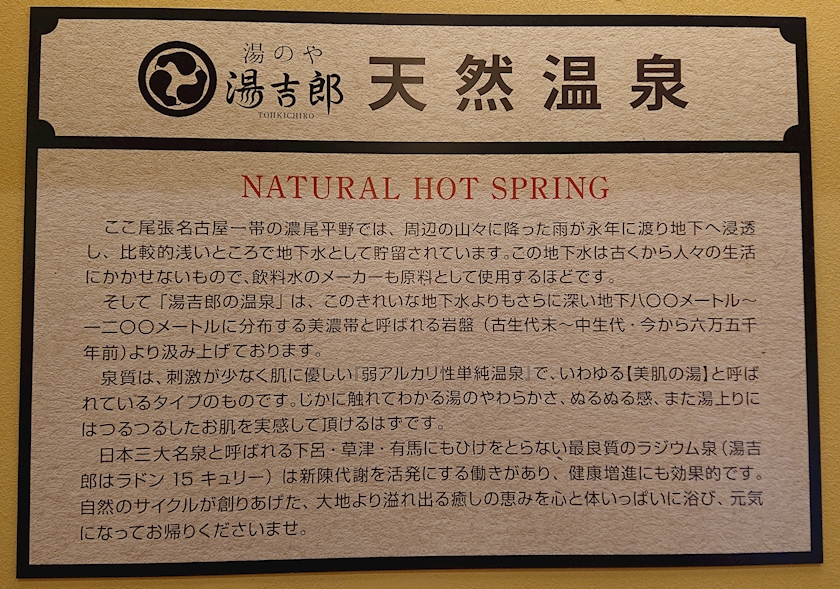 湯のや
湯吉郎
TOHKICHIRO
天然温泉
NATURAL HOT SPRING
ここ尾張名古屋一帯の濃尾平野では、周辺の山々に降った雨が永年に渡り地下へ浸透
し、比較的浅いところで地下水として貯留されています。この地下水は古くから人々の生活
にかかせないもので、飲料水のメーカーも原料として使用するほどです。
そして「湯吉郎の温泉」は、このきれいな地下水よりもさらに深い地下八〇〇メートル〜
一二〇〇メートルに分布する美濃帯と呼ばれる岩盤（古生代末〜中生代・今から六万五千
年前）より汲み上げております。
泉質は、刺激が少なく肌に優しい『弱アルカリ性単純温泉』で、いわゆる【美肌の湯】と呼ば
れているタイプのものです。じかに触れてわかる湯のやわらかさ、ぬるぬる感、また湯上りに
はつるつるしたお肌を実感して頂けるはずです。
日本三大名泉と呼ばれる下呂・草津・有馬にもひけをとらない最良質のラジウム泉（湯吉
郎はラドン 15 キュリー）は新陳代謝を活発にする働きがあり、健康増進にも効果的です。
自然のサイクルが創りあげた、大地より溢れ出る癒しの恵みを心と体いっぱいに浴び、元気
になってお帰りくださいませ。